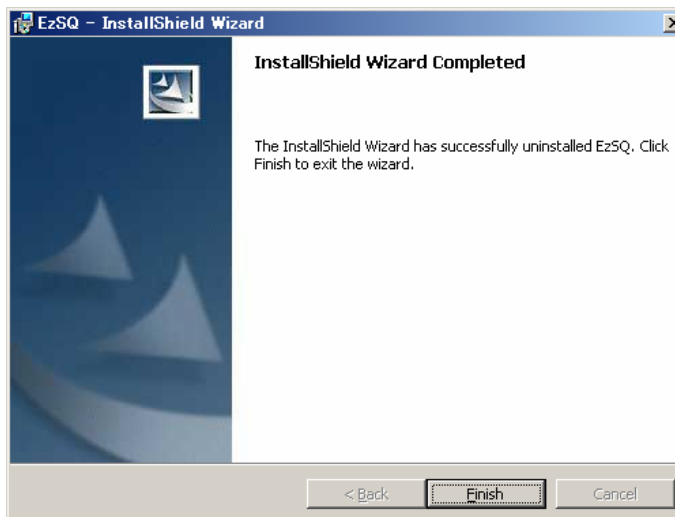 EzSQ - InstallShield Wizard
InstallShield Wizard Completed
The InstallShield Wizard has successfully uninstalled EzSQ. Click
Finish to exit the wizard.
< Back
Finish
Cancel